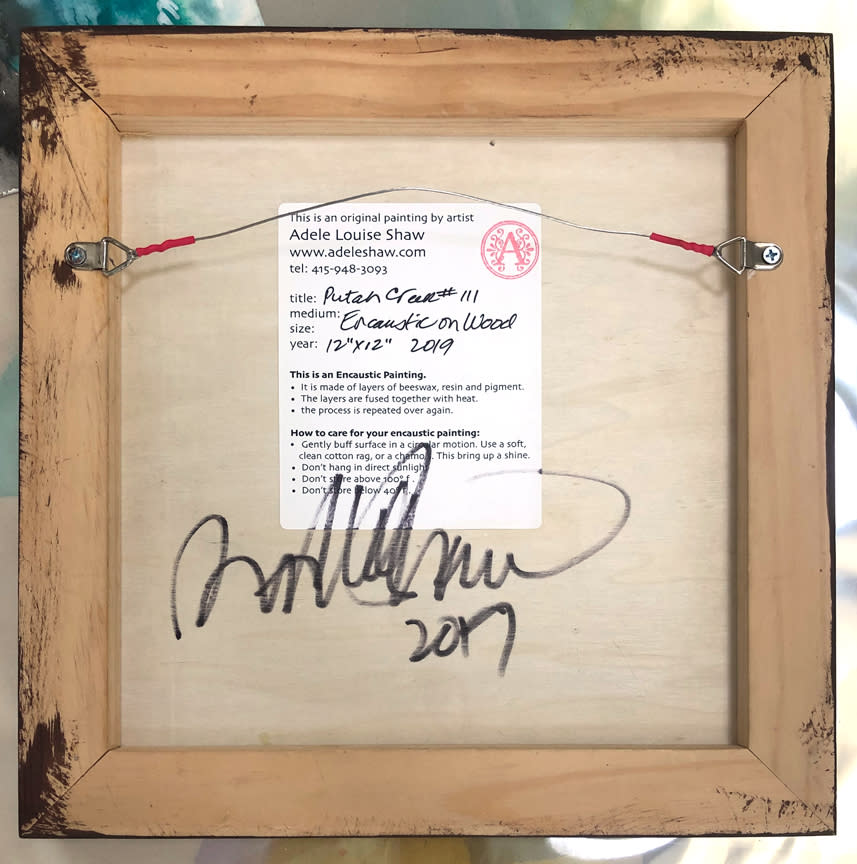 This is an original painting by artist
Adele Louise Shaw
www.adeleshaw.com
tel: 415-948-3093
A
title: Putah Creek # 111
medium: Encaustic on Wood
size:
year: 12"x12" 2019
This is an Encaustic Painting.
• It is made of layers of beeswax, resin and pigment.
• The layers are fused together with heat.
• the process is repeated over again.
How to care for your encaustic painting:
• Gently buff surface in a circular motion. Use a soft,
clean cotton rag, or a chamois. This bring up a shine.
• Don't hang in direct sunlight
• Don't store above 100° f .
• Don't store below 40° f .